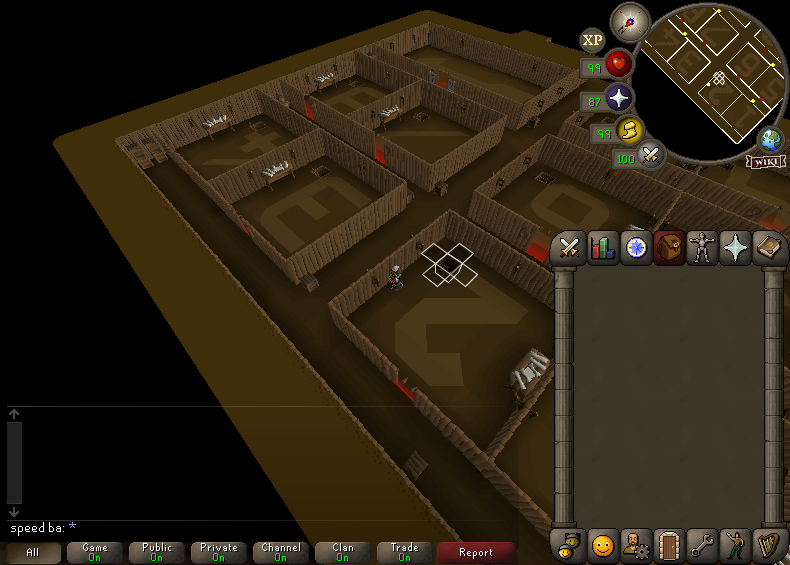 XP
99
87
99
100
WIKI
speed ba: *
All
Game
On
Public
On
Private
On
Channel
On
Clan
On
Trade
On
Report